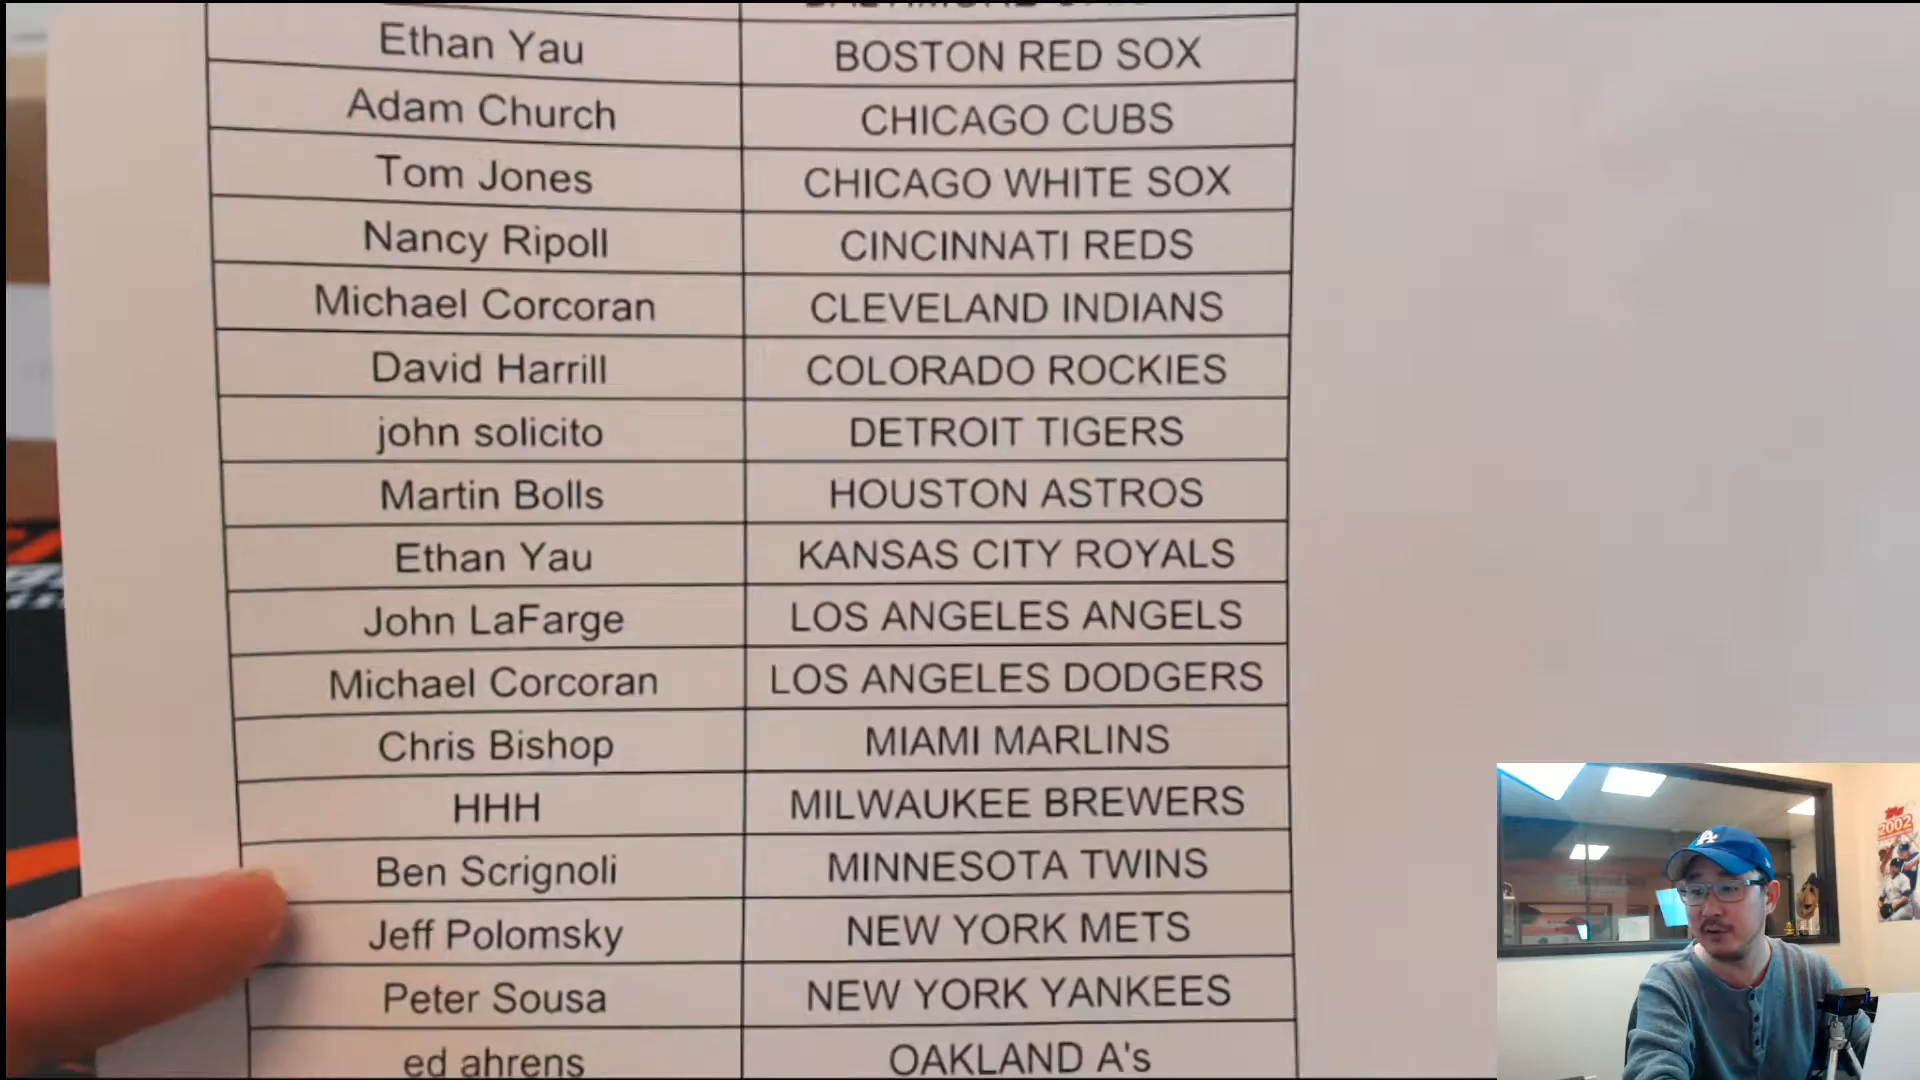 Ethan Yau BOSTON RED SOX
Adam Church CHICAGO CUBS
Tom Jones CHICAGO WHITE SOX
Nancy Ripoll CINCINNATI REDS
Michael Corcoran CLEVELAND INDIANS
David Harrill COLORADO ROCKIES
john solicito DETROIT TIGERS
Martin Bolls HOUSTON ASTROS
Ethan Yau KANSAS CITY ROYALS
John LaFarge LOS ANGELES ANGELS
Michael Corcoran LOS ANGELES DODGERS
Chris Bishop MIAMI MARLINS
HHH MILWAUKEE BREWERS
Ben Scrignoli MINNESOTA TWINS
Jeff Polomsky NEW YORK METS
Peter Sousa NEW YORK YANKEES
ed ahrens OAKLAND A's
2002